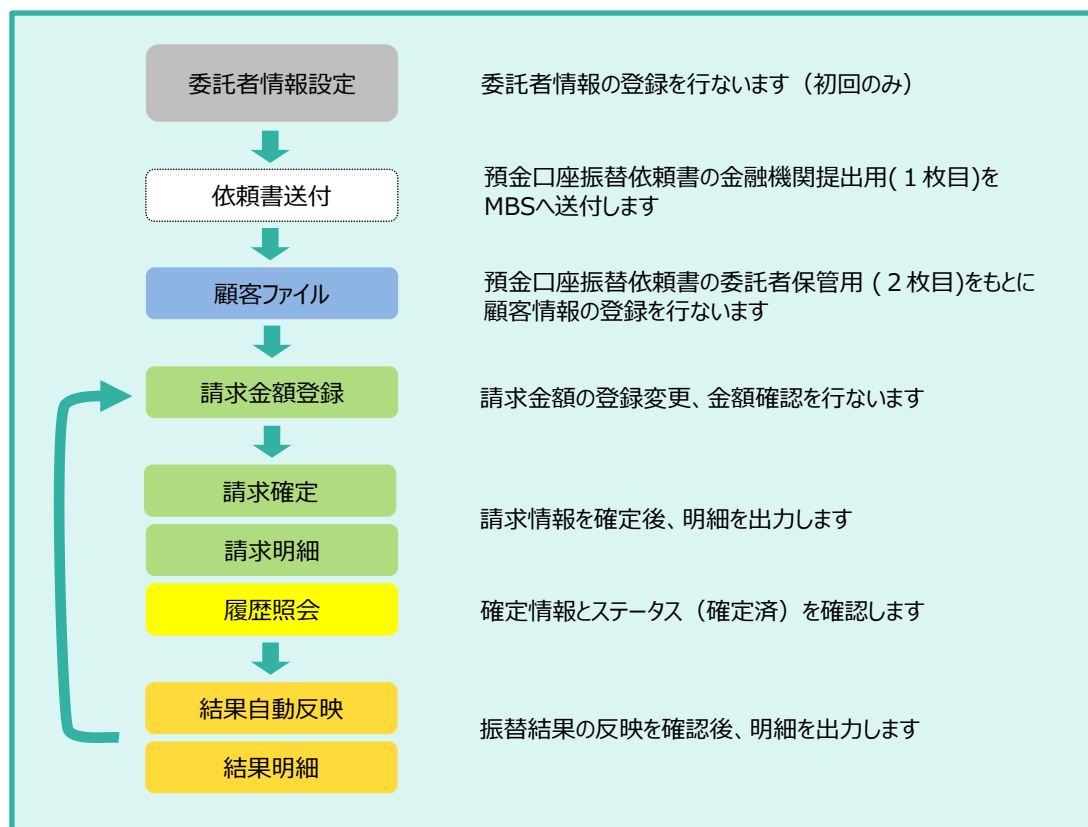 委託者情報設定
委託者情報の登録を行ないます（初回のみ）
依頼書送付
預金口座振替依頼書の金融機関提出用(１枚目)を
MBSへ送付します
顧客ファイル
預金口座振替依頼書の委託者保管用 (２枚目)をもとに
顧客情報の登録を行ないます
請求金額登録
請求金額の登録変更、金額確認を行ないます
請求確定
請求明細
請求情報を確定後、明細を出力します
履歴照会
確定情報とステータス（確定済）を確認します
結果自動反映
結果明細
振替結果の反映を確認後、明細を出力します